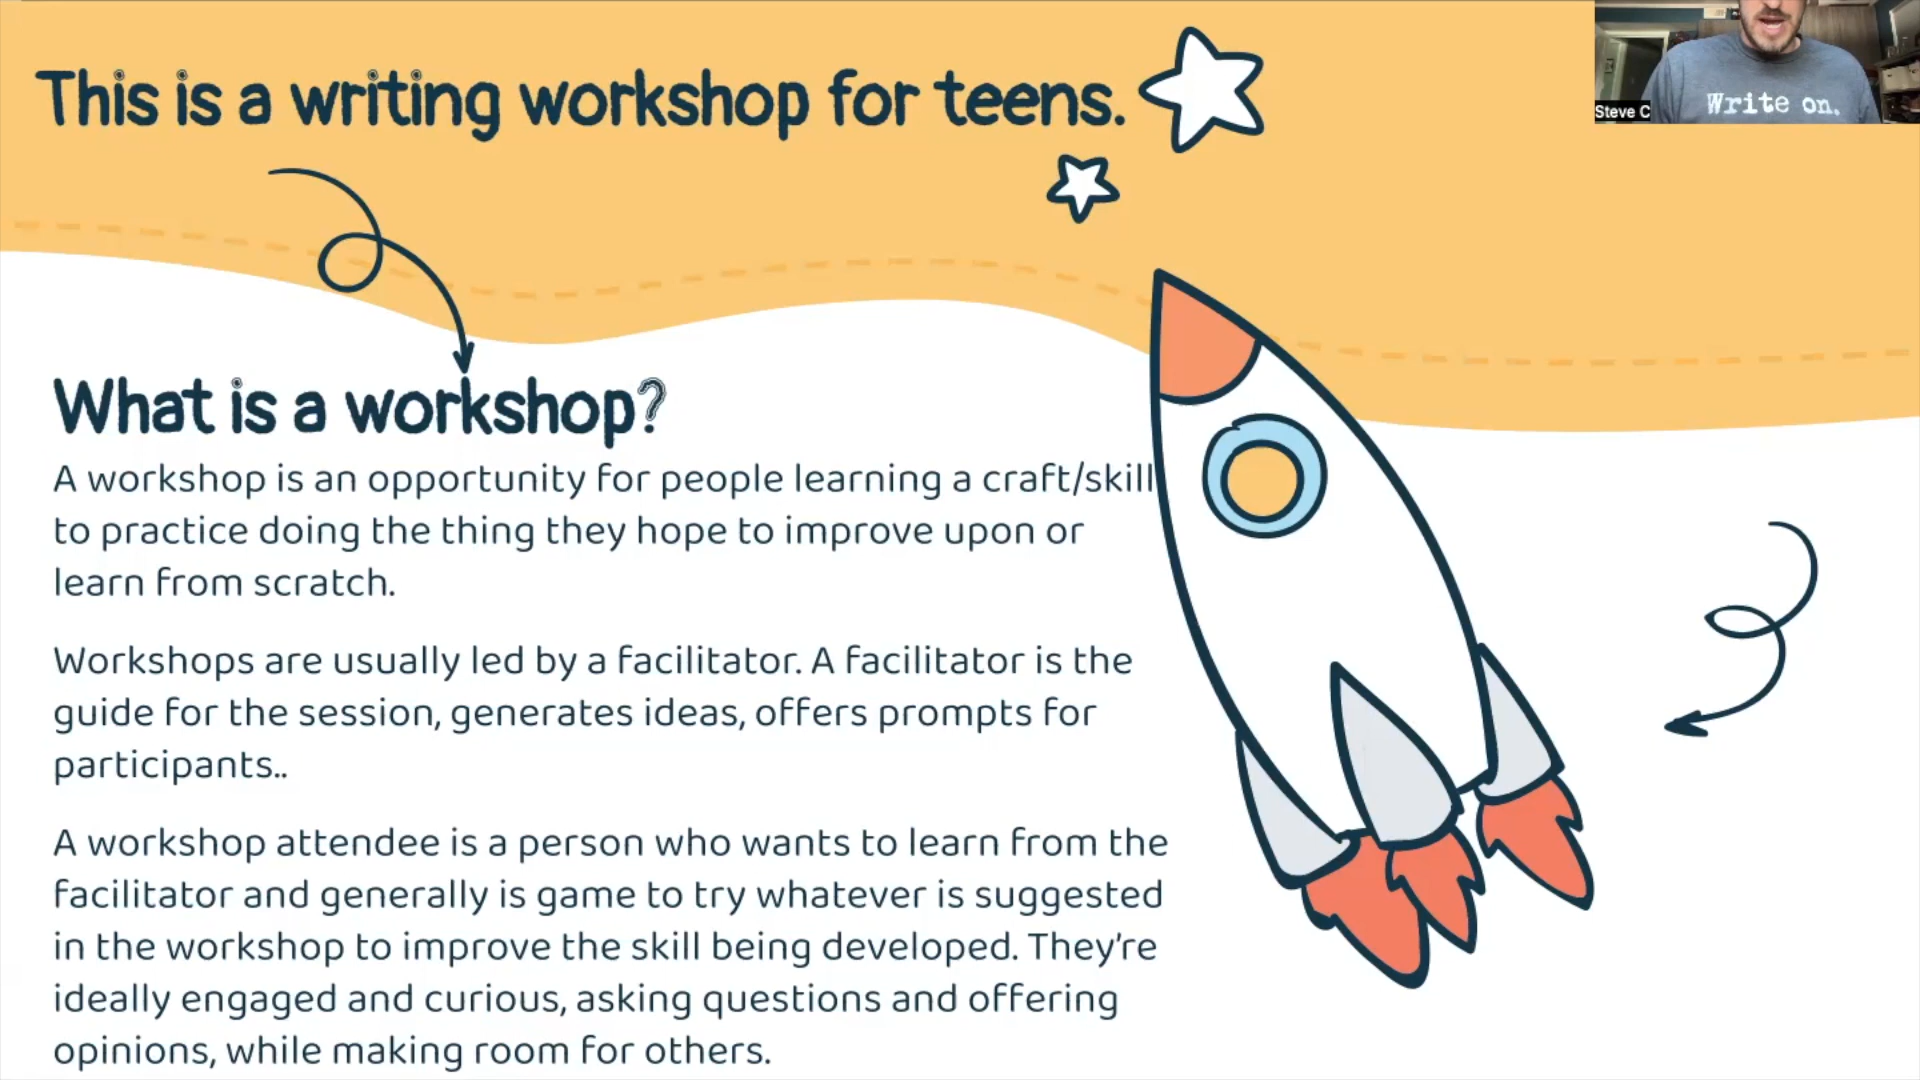 This is a writing workshop for teens.
Steve C
Write on.
What is a workshop?
A workshop is an opportunity for people learning a craft/skill
to practice doing the thing they hope to improve upon or
learn from scratch.
Workshops are usually led by a facilitator. A facilitator is the
guide for the session, generates ideas, offers prompts for
participants..
A workshop attendee is a person who wants to learn from the
facilitator and generally is game to try whatever is suggested
in the workshop to improve the skill being developed. They’re
ideally engaged and curious, asking questions and offering
opinions, while making room for others.